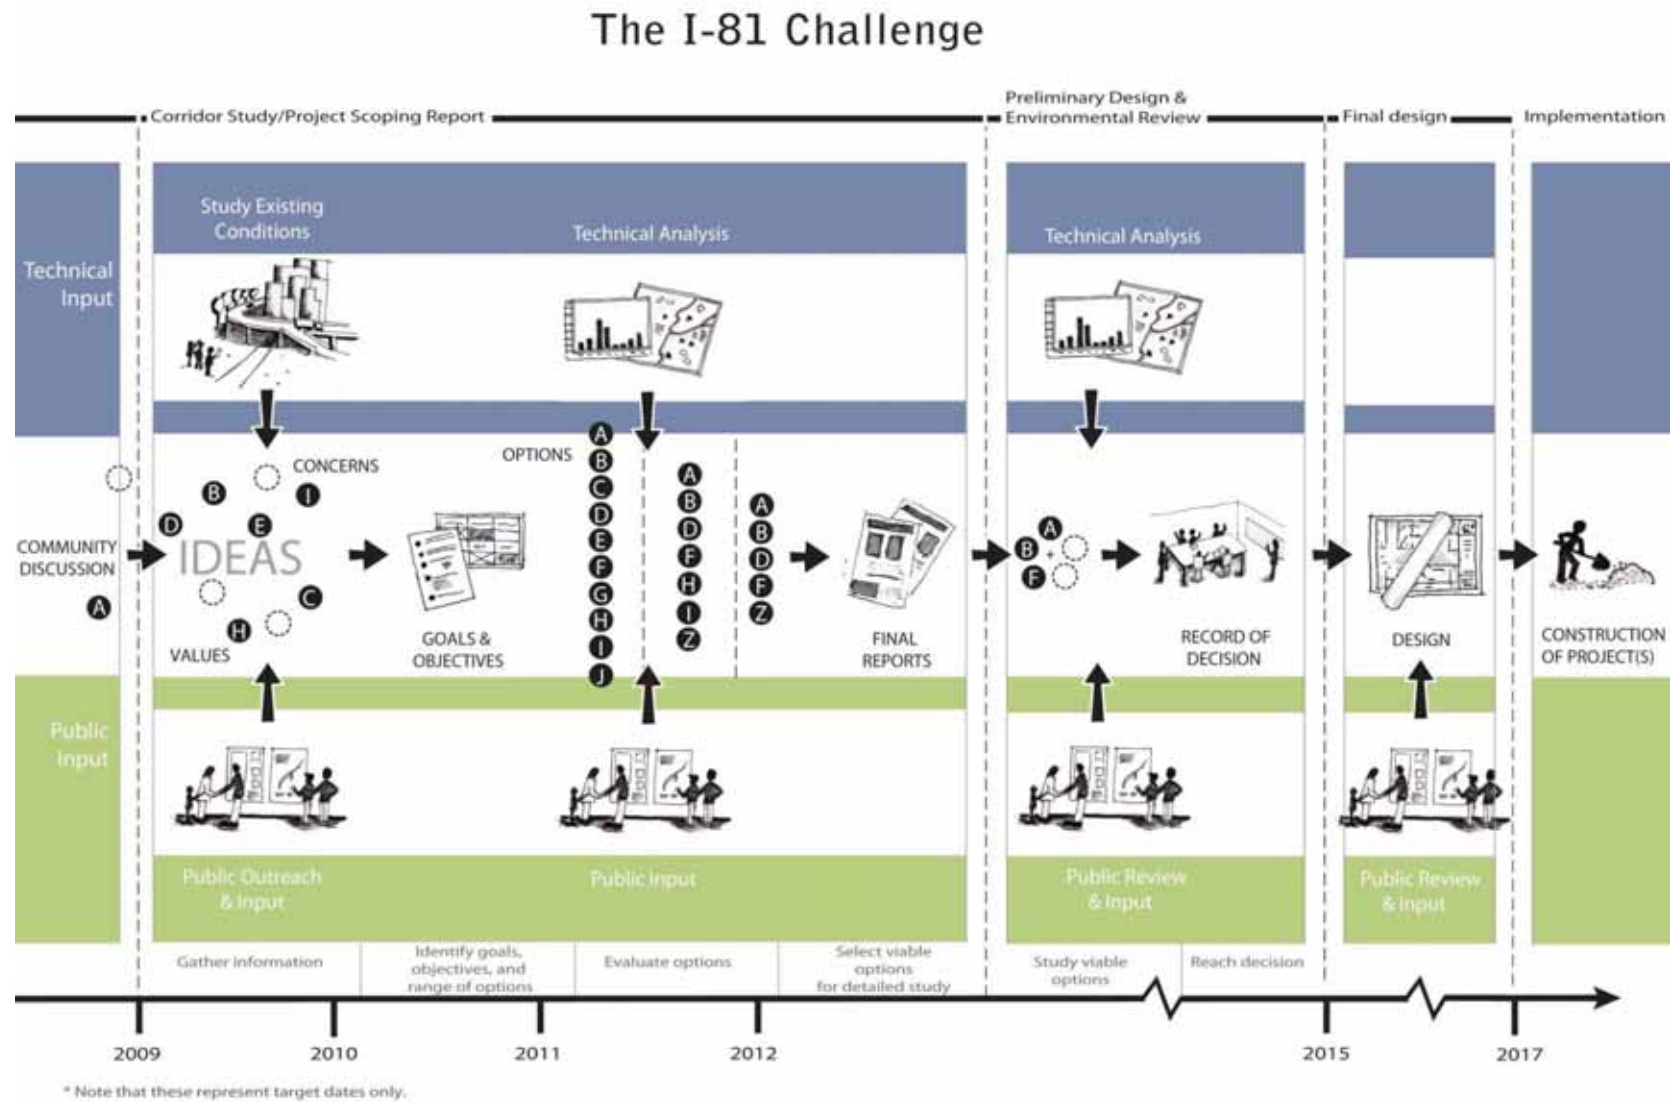 The I-81 Challenge
Corridor Study/Project Scoping Report
Preliminary Design &
Environmental Review
Final design
Implementation
Technical
Input
Study Existing
Conditions
Technical Analysis
Technical Analysis
COMMUNITY
DISCUSSION
A
CONCERNS
B
I
D
E
IDEAS
C
H
VALUES
GOALS &
OBJECTIVES
OPTIONS
A
B
C
D
E
F
G
H
I
J
A
B
D
F
H
I
Z
A
B
D
F
Z
FINAL
REPORTS
A
B +
F
RECORD OF
DECISION
DESIGN
CONSTRUCTION
OF PROJECT(S)
Public
Input
Public Outreach
& Input
Public Input
Public Review
& Input
Public Review
& Input
Gather information
Identify goals,
objectives, and
range of options
Evaluate options
Select viable
options
for detailed study
Study viable
options
Reach decision
2009
2010
2011
2012
2015
2017
* Note that these represent target dates only.